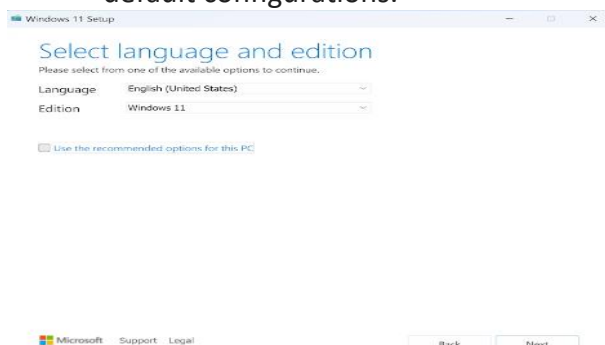 default configurations.
Windows 11 Setup
Select language and edition
Please select from one of the available options to continue.
Language English (United States)
Edition Windows 11
Use the recommended options for this PC
Microsoft Support Legal
Back Next